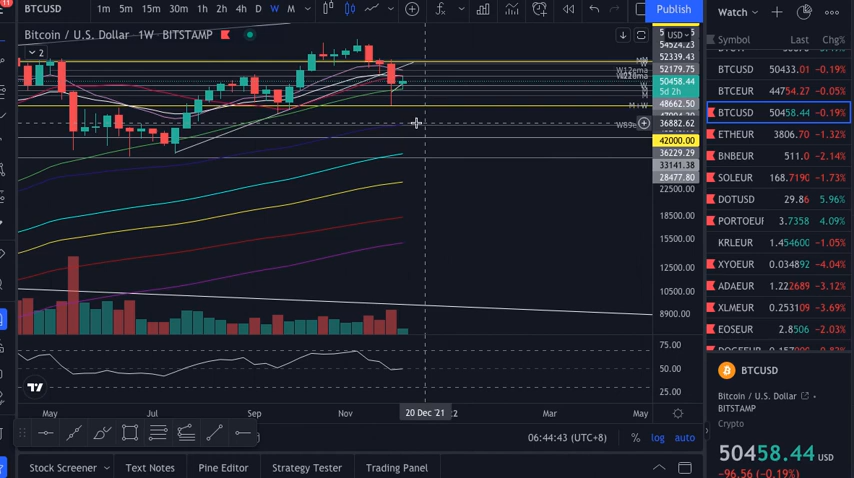 11
BTCUSD
1m 5m 15m 30m 1h 2h 4h D W M
Publish
Watch
Bitcoin / U.S. Dollar 1W BITSTAMP
2
USD
54524.23
52339.43
52179.75
50458.44
5d 2h
48662.50
36882.62
42000.00
36229.29
33141.38
28477.80
22500.00
18500.00
15500.00
12500.00
10500.00
8900.00
W12ema
M W
75.00
50.00
25.00
May Jul Sep Nov 20 Dec '21 Mar May
06:44:43 (UTC+8) % log auto
Stock Screener Text Notes Pine Editor Strategy Tester Trading Panel
Symbol Last Chg%
BTCUSD 50433.01 −0.19%
BTCEUR 44754.27 −0.05%
BTCUSD 50458.44 −0.19%
ETHEUR 3806.70 −1.32%
BNBEUR 511.0 −2.14%
SOLEUR 168.7190 −1.73%
DOTUSD 29.86 5.96%
PORTOEUR 3.7358 4.09%
KRLEUR 1.454600 −1.05%
XYOEUR 0.034892 −4.04%
ADAEUR 1.222689 −3.12%
XLMEUR 0.253109 −3.69%
EOSEUR 2.8506 −2.03%
BTCUSD
Bitcoin / U.S. Dollar
BITSTAMP
Crypto
50458.44 USD
−96.56 (−0.19%)